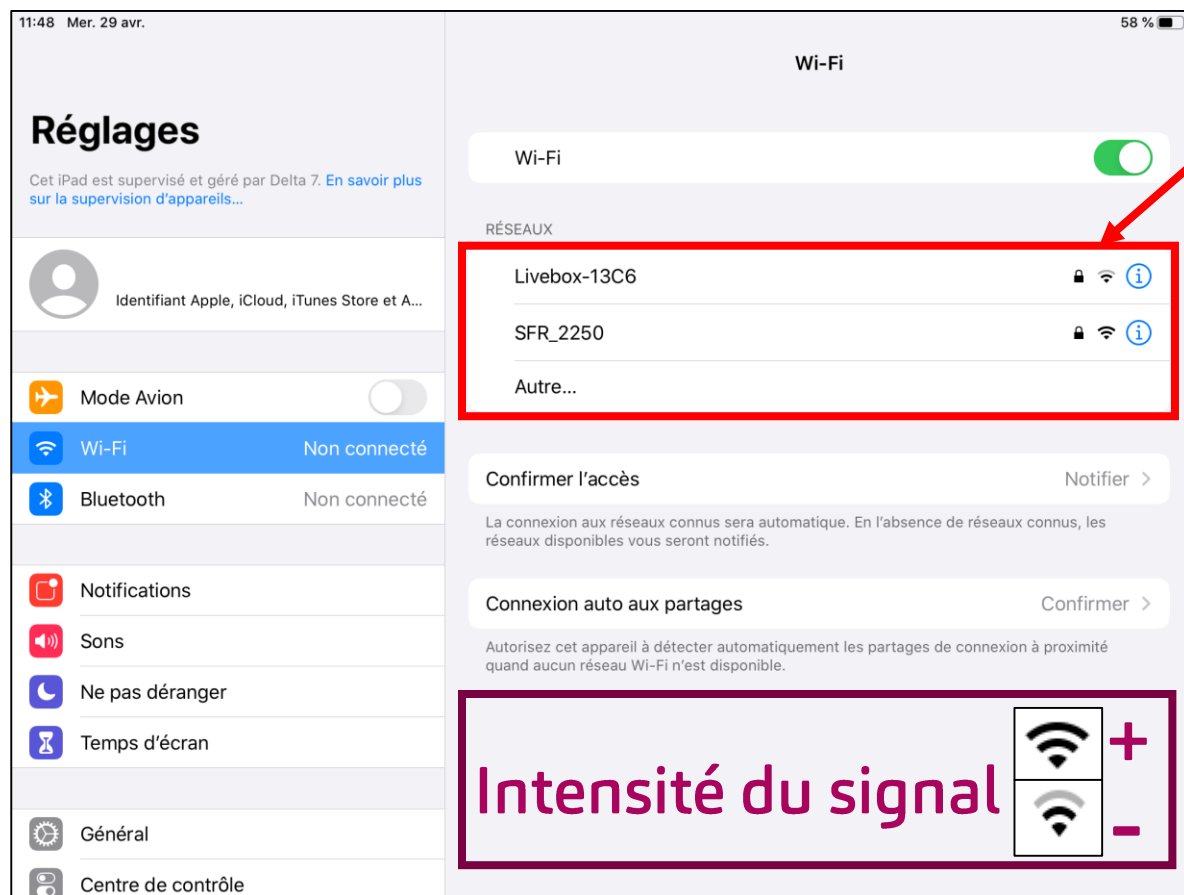 11:48 Mer. 29 avr.
58 %
Réglages
Cet iPad est supervisé et géré par Delta 7. En savoir plus
sur la supervision d’appareils...
Identifiant Apple, iCloud, iTunes Store et A...
Mode Avion
Wi-Fi Non connecté
Bluetooth Non connecté
Notifications
Sons
Ne pas déranger
Temps d’écran
Général
Centre de contrôle
Wi-Fi
Wi-Fi
RÉSEAUX
Livebox-13C6
SFR_2250
Autre...
Confirmer l’accès Notifier >
La connexion aux réseaux connus sera automatique. En l’absence de réseaux connus, les
réseaux disponibles vous seront notifiés.
Connexion auto aux partages Confirmer >
Autorisez cet appareil à détecter automatiquement les partages de connexion à proximité
quand aucun réseau Wi-Fi n’est disponible.
Intensité du signal
+
-